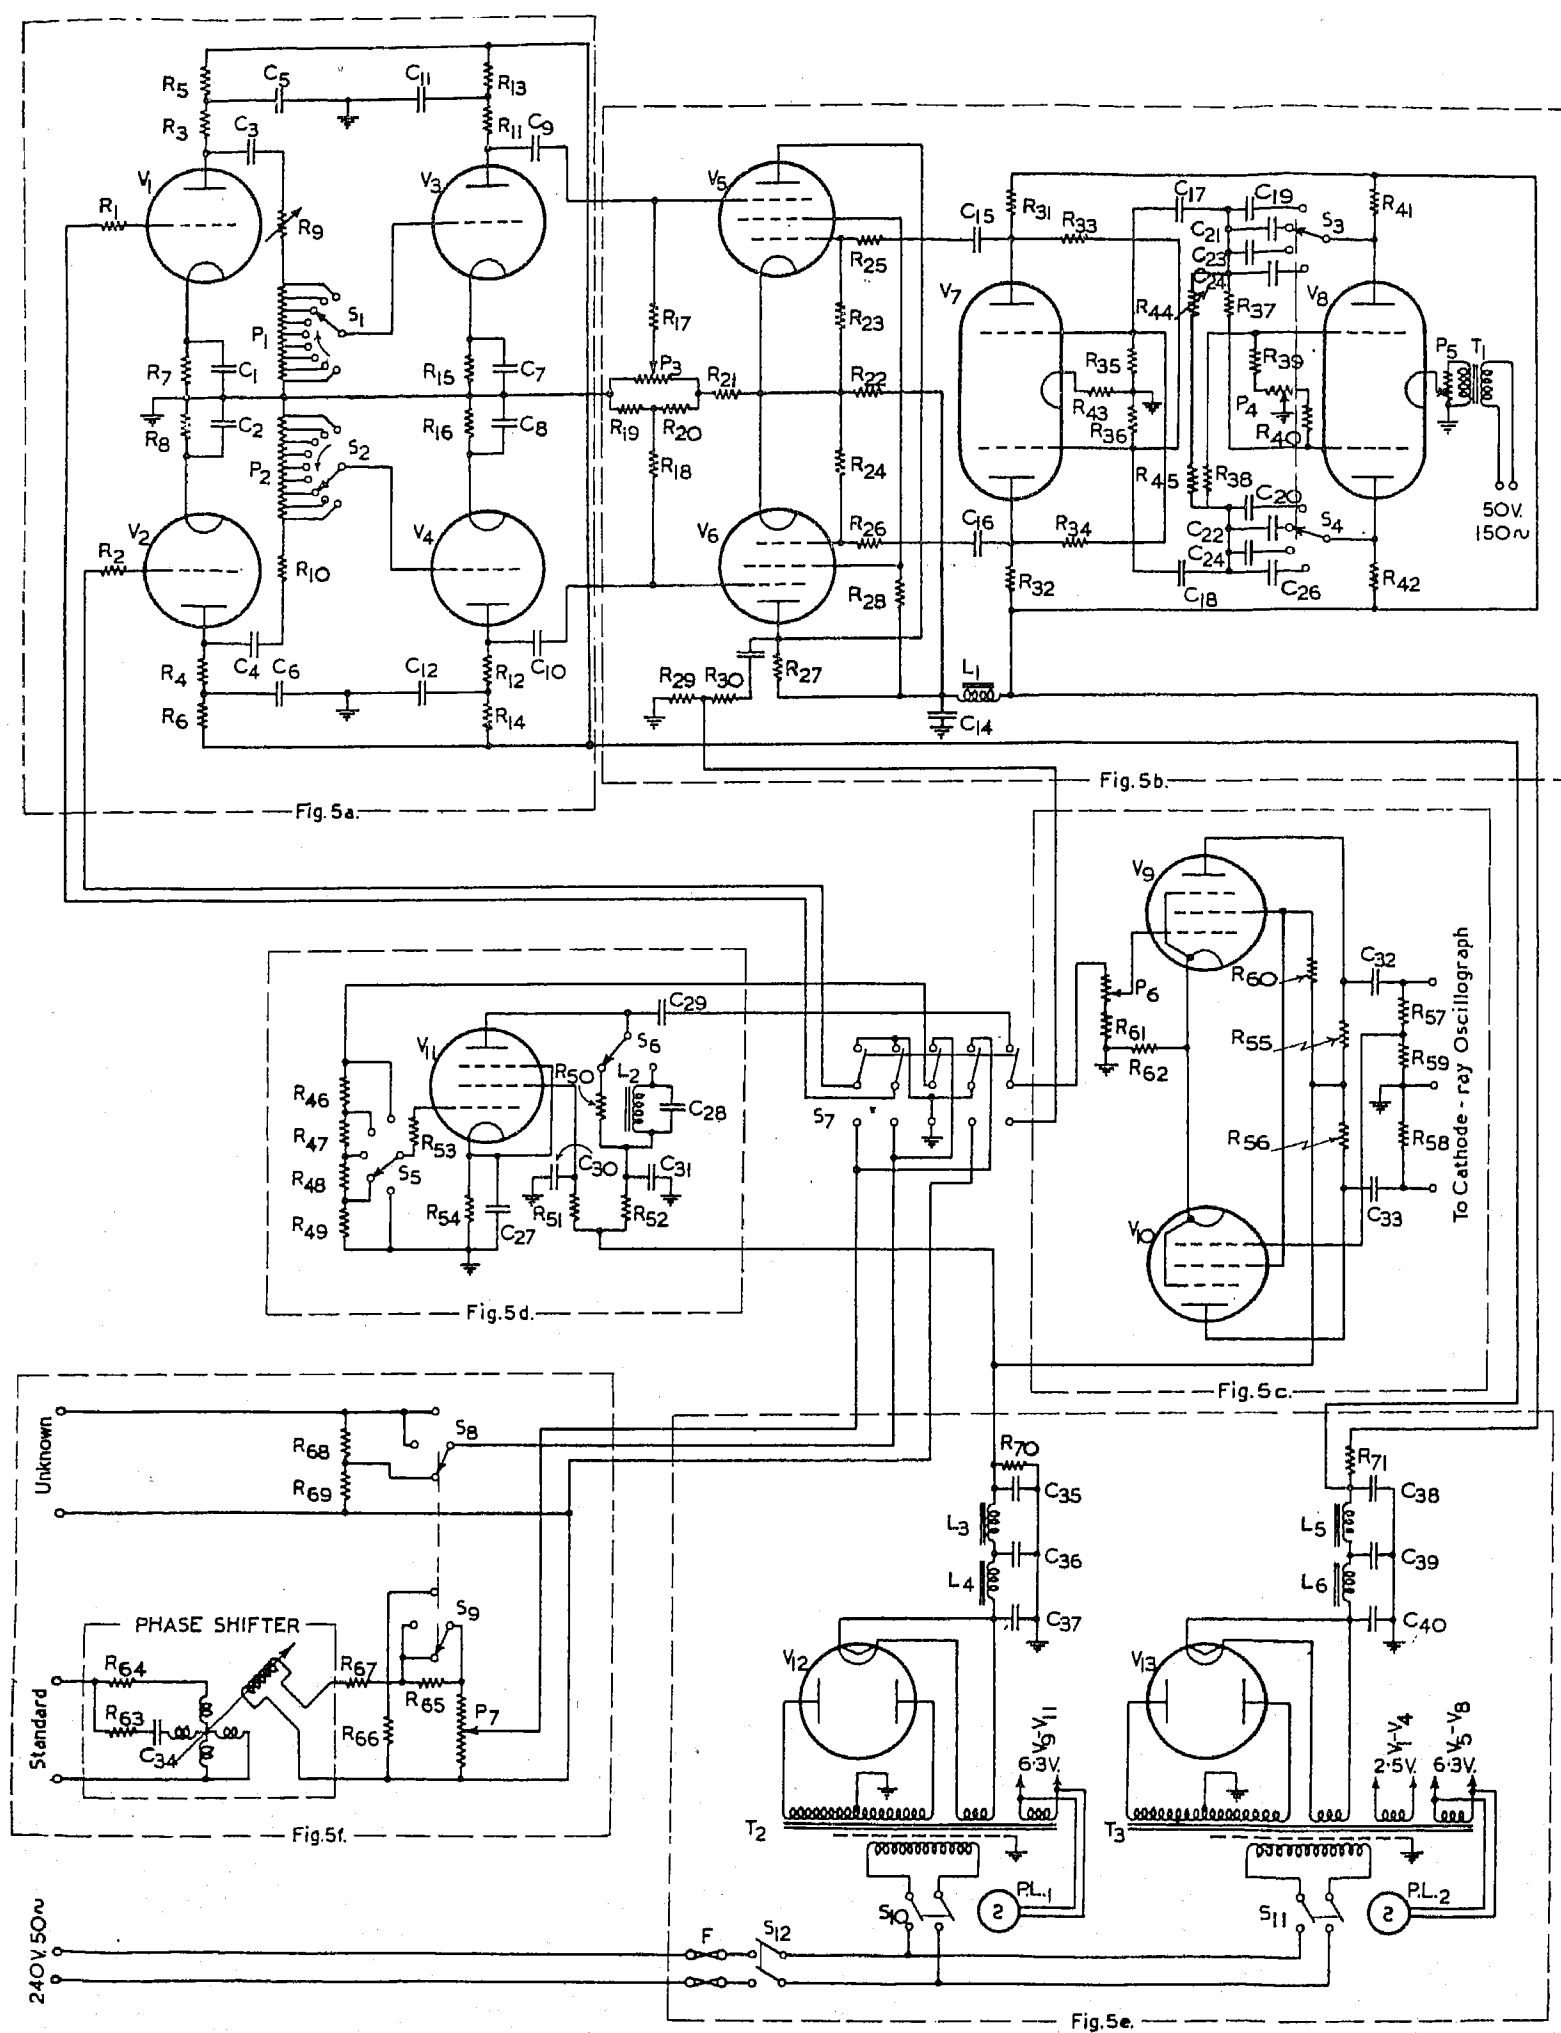 R5
C5
C11
R13
R3
C3
R11
C9
V1
V3
R1
R9
P1
S1
R7
C1
R15
C7
R8
C2
R16
C8
P2
S2
V2
V4
R2
R10
C4
C6
C12
R4
R12
C10
R6
R14
Fig.5a.
V5
R17
P3
R21
R19
R20
R18
V6
R25
R23
R22
R24
R26
R28
R27
R29
R30
L1
C14
C15
C16
V7
R31
R33
R35
R43
R36
R34
R32
C17
C19
C21
C23
C24
S3
R41
R44
R37
V8
R39
P4
R40
R45
R38
C20
C22
C24
C26
C18
S4
R42
P5
T1
50V.
150~
Fig.5b.
V9
R60
C32
R57
P6
R61
R62
R55
R59
R56
R58
C33
V10
To Cathode-ray Oscillograph
Fig.5c.
C29
V11
S6
R50
L2
C28
R46
R47
R48
R49
R53
S5
C30
C31
R54
C27
R51
R52
Fig.5d.
S7
Unknown
R68
R69
S8
PHASE SHIFTER
S9
R64
R63
C34
R67
R65
R66
P7
Standard
Fig.5f.
R70
C35
L3
C36
L4
C37
V12
V9-V11
6.3V.
T2
R71
C38
L5
C39
L6
C40
V13
V1-V4
2.5V.
V5-V8
6.3V.
T3
S10
P.L.1
S11
P.L.2
240V. 50~
F
S12
Fig.5e.